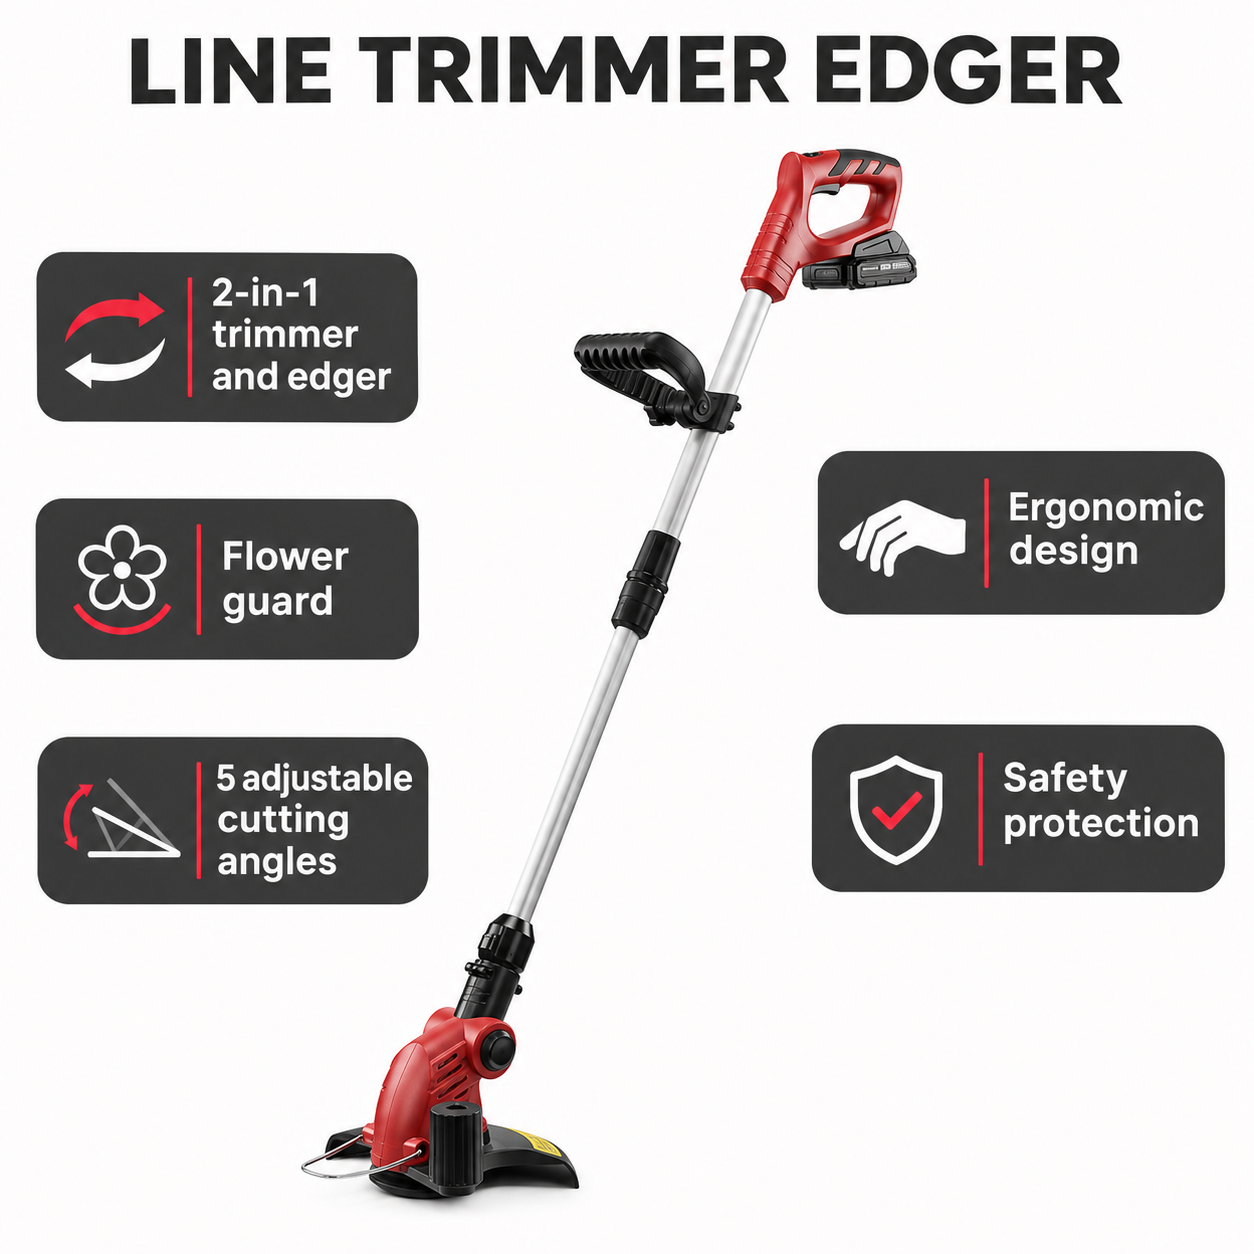 LINE TRIMMER EDGER
2-in-1
trimmer
and edger
Flower
guard
5 adjustable
cutting
angles
Ergonomic
design
Safety
protection